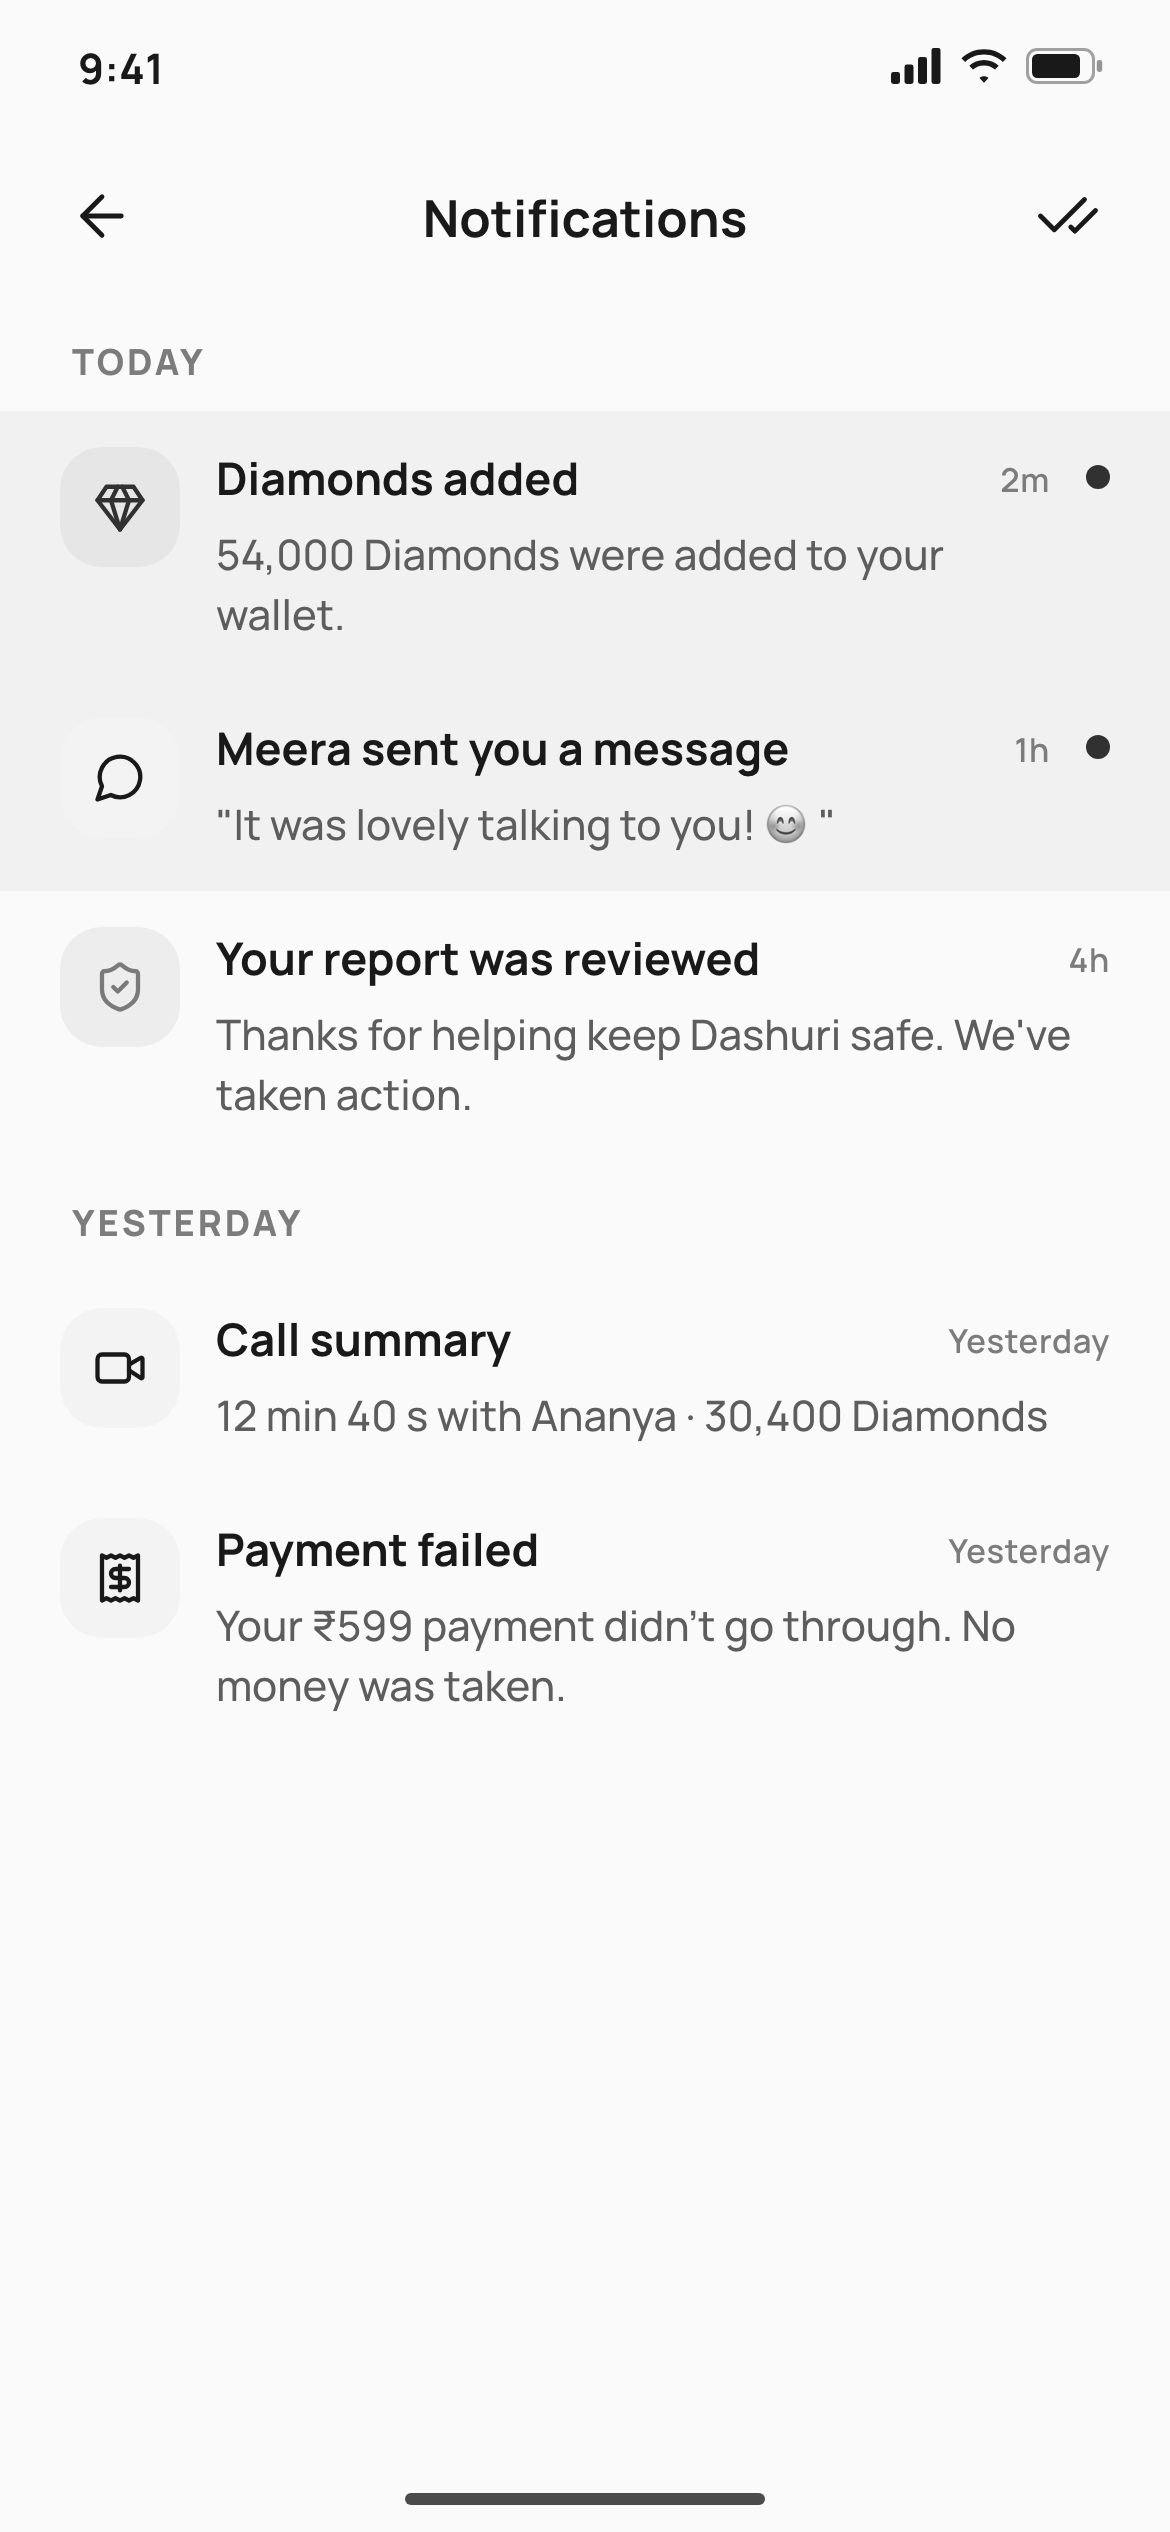 9:41
Notifications
TODAY
Diamonds added 2m
54,000 Diamonds were added to your
wallet.
Meera sent you a message 1h
"It was lovely talking to you! 😊 "
Your report was reviewed 4h
Thanks for helping keep Dashuri safe. We've
taken action.
YESTERDAY
Call summary Yesterday
12 min 40 s with Ananya · 30,400 Diamonds
Payment failed Yesterday
Your ₹599 payment didn’t go through. No
money was taken.